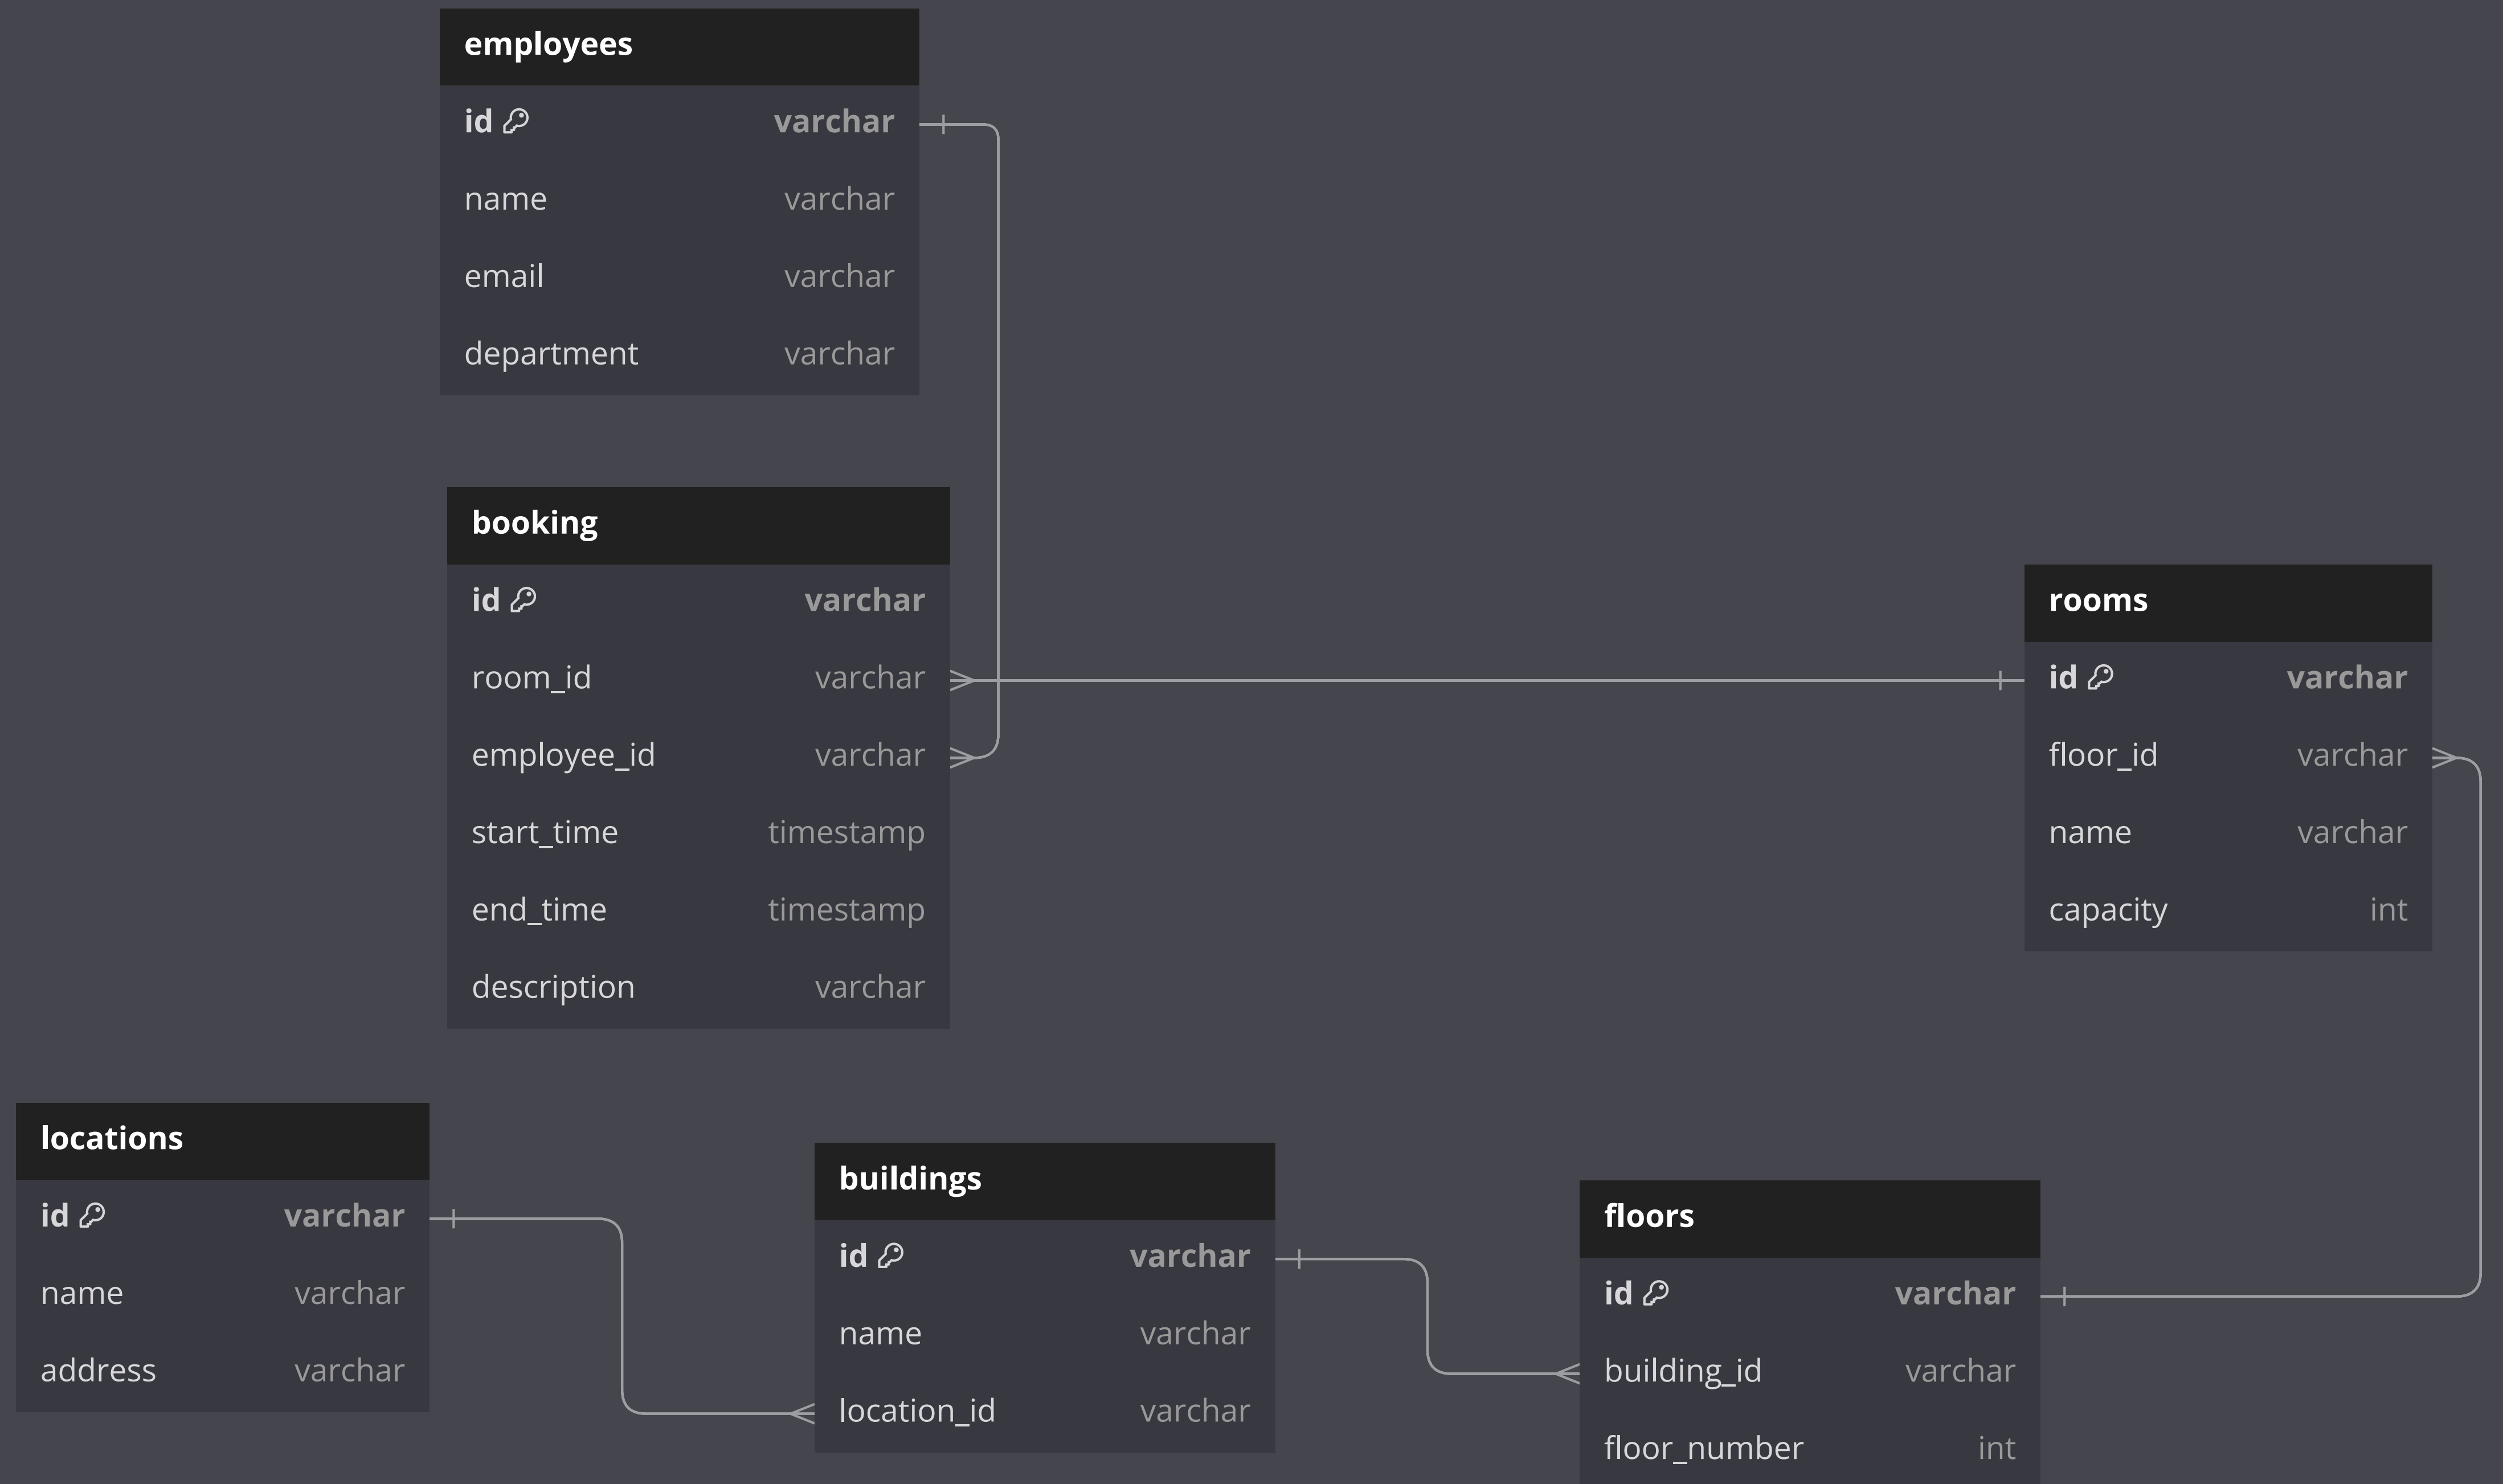 employees
id varchar
name varchar
email varchar
department varchar
booking
id varchar
room_id varchar
employee_id varchar
start_time timestamp
end_time timestamp
description varchar
rooms
id varchar
floor_id varchar
name varchar
capacity int
locations
id varchar
name varchar
address varchar
buildings
id varchar
name varchar
location_id varchar
floors
id varchar
building_id varchar
floor_number int